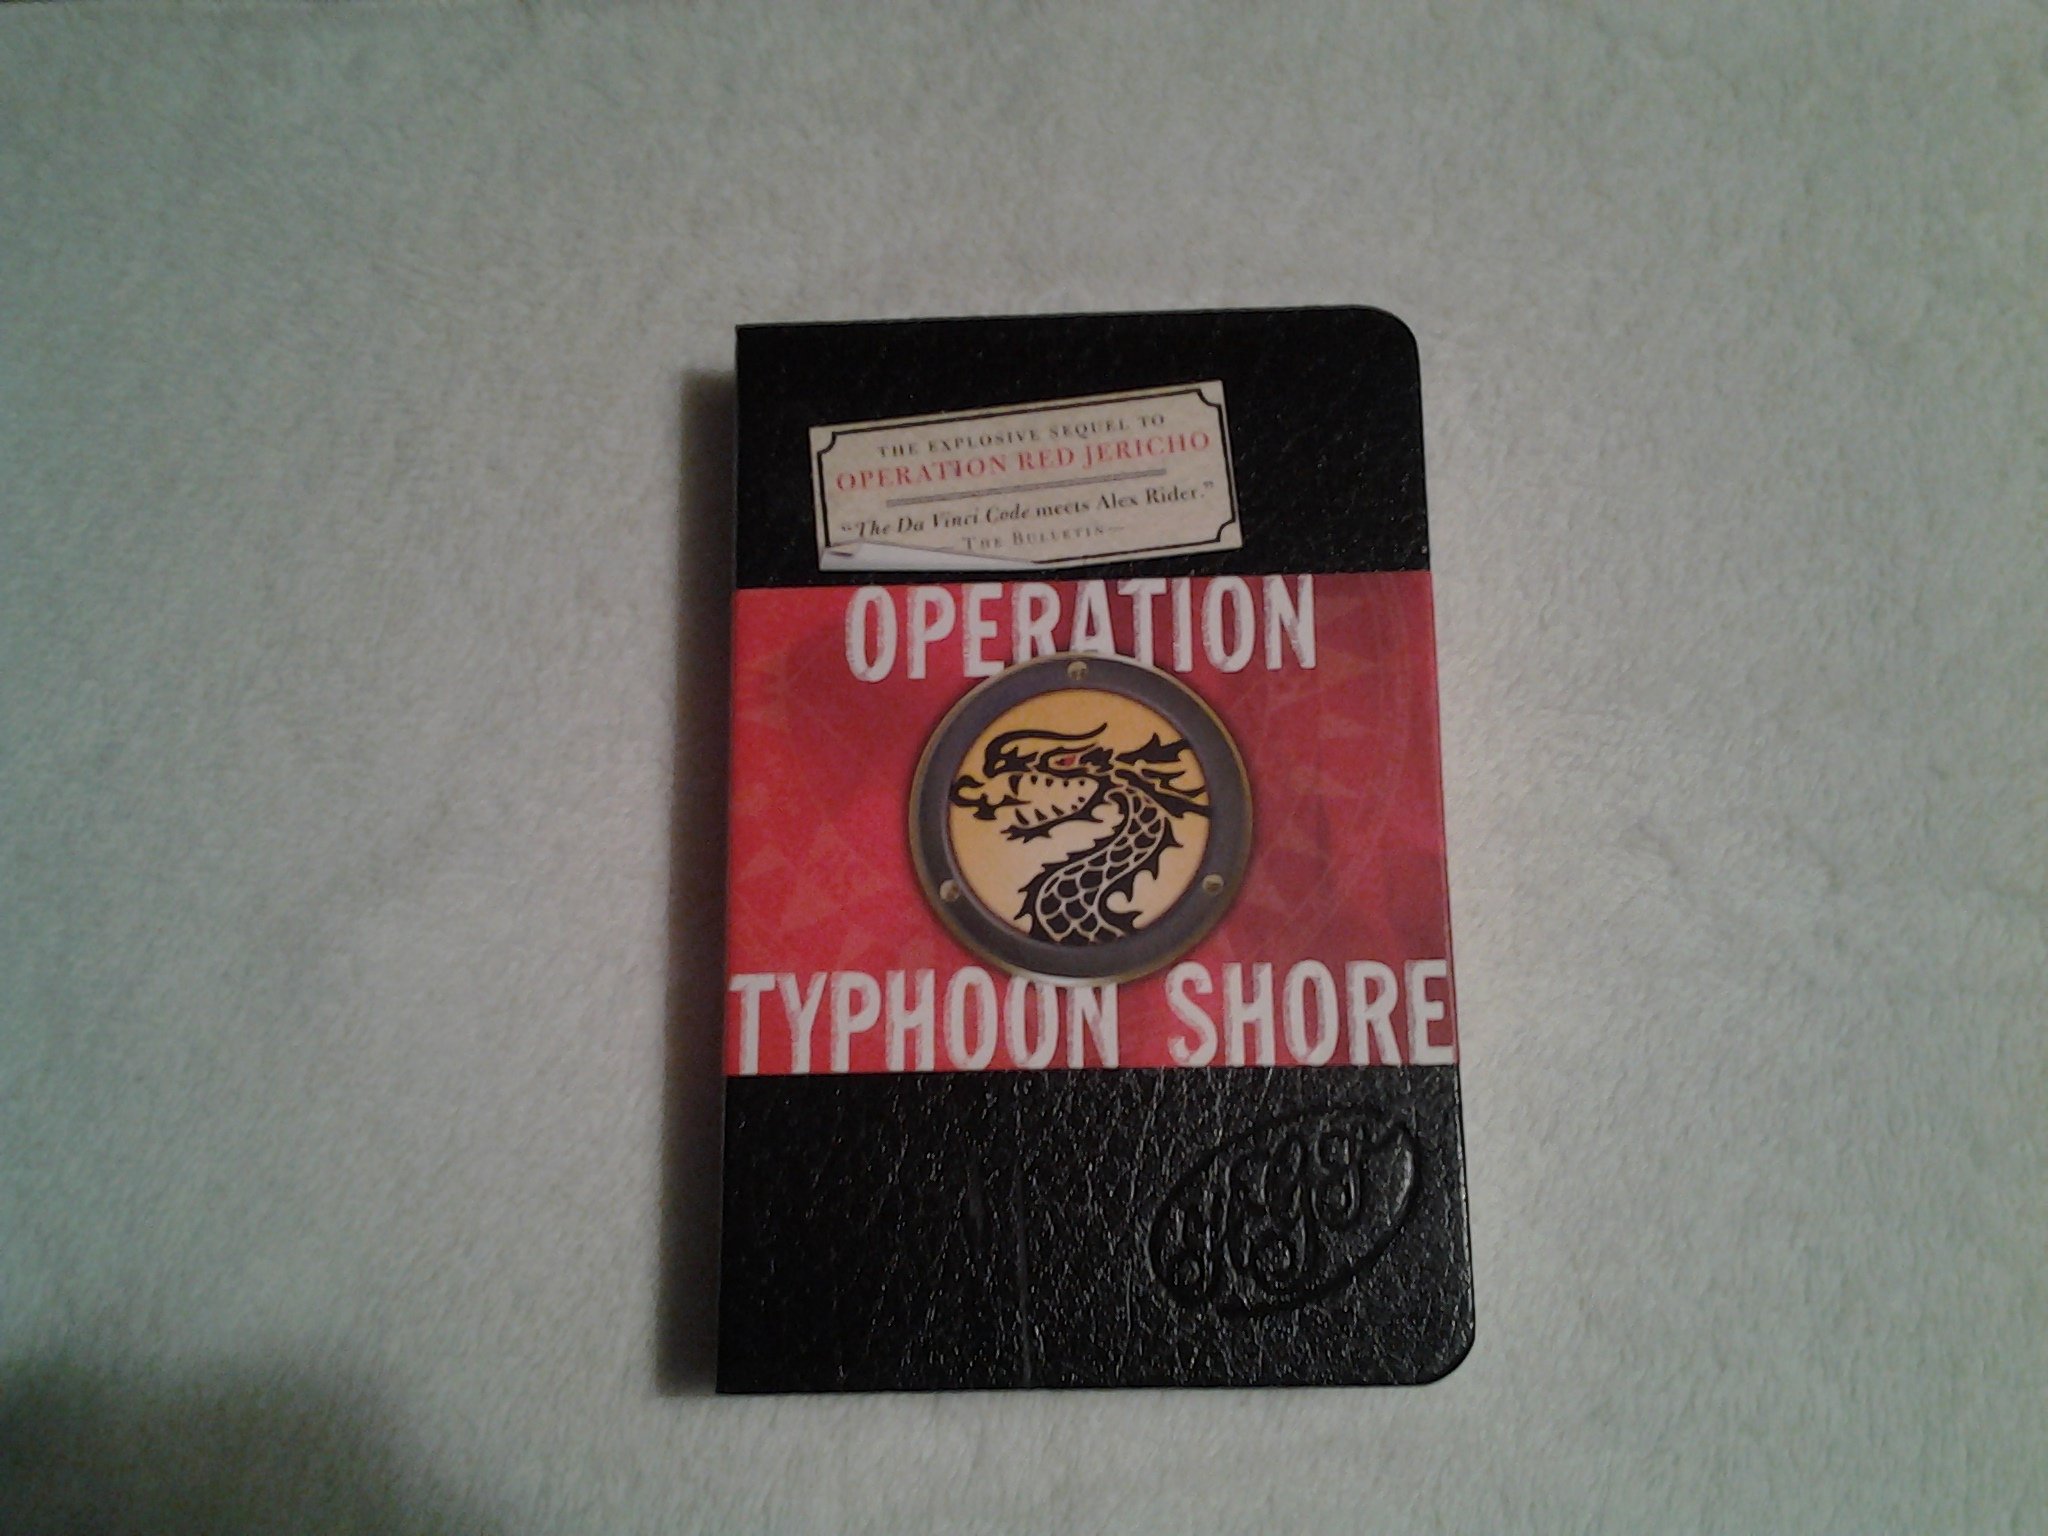 THE EXPLOSIVE SEQUEL TO
OPERATION RED JERICHO
"The Da Vinci Code meets Alex Rider."
—THE BULLETIN—
OPERATION
TYPHOON SHORE